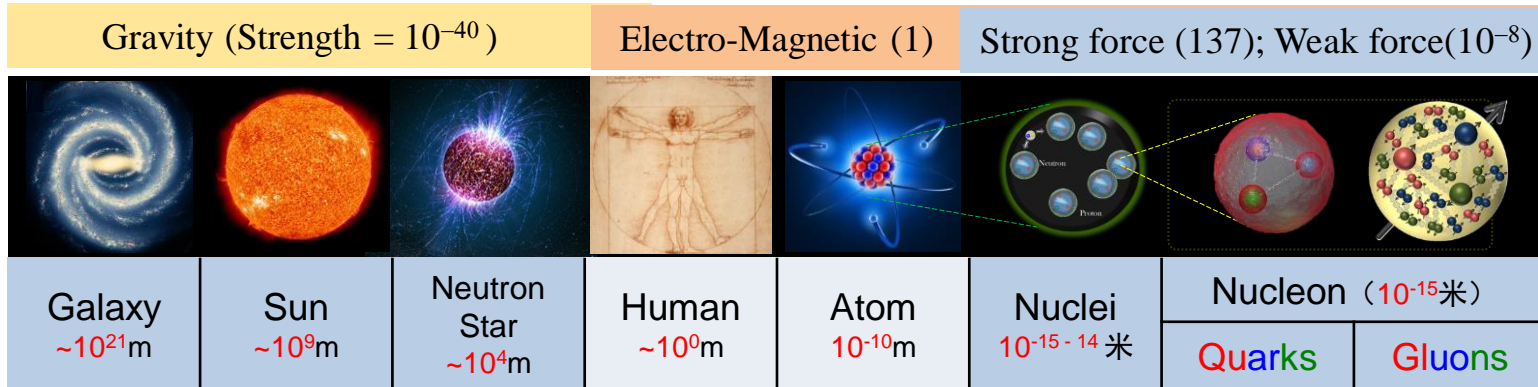 Gravity (Strength = 10⁻⁴⁰ )
Electro-Magnetic (1)
Strong force (137); Weak force(10⁻⁸)
Neutron
Proton
Galaxy
~10²¹m
Sun
~10⁹m
Neutron
Star
~10⁴m
Human
~10⁰m
Atom
10⁻¹⁰m
Nuclei
10⁻¹⁵ ⁻ ¹⁴ 米
Nucleon（10⁻¹⁵米）
Quarks
Gluons